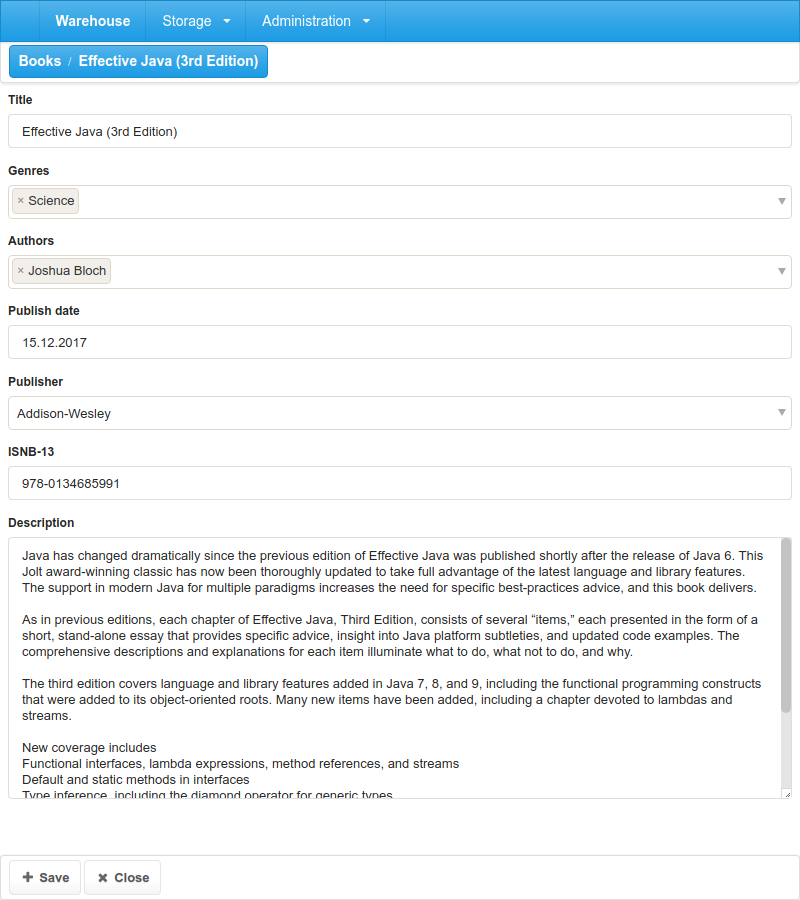 Warehouse Storage Administration
Books / Effective Java (3rd Edition)
Title
Effective Java (3rd Edition)
Genres
× Science
Authors
× Joshua Bloch
Publish date
15.12.2017
Publisher
Addison-Wesley
ISNB-13
978-0134685991
Description
Java has changed dramatically since the previous edition of Effective Java was published shortly after the release of Java 6. This
Jolt award-winning classic has now been thoroughly updated to take full advantage of the latest language and library features.
The support in modern Java for multiple paradigms increases the need for specific best-practices advice, and this book delivers.
As in previous editions, each chapter of Effective Java, Third Edition, consists of several “items,” each presented in the form of a
short, stand-alone essay that provides specific advice, insight into Java platform subtleties, and updated code examples. The
comprehensive descriptions and explanations for each item illuminate what to do, what not to do, and why.
The third edition covers language and library features added in Java 7, 8, and 9, including the functional programming constructs
that were added to its object-oriented roots. Many new items have been added, including a chapter devoted to lambdas and
streams.
New coverage includes
Functional interfaces, lambda expressions, method references, and streams
Default and static methods in interfaces
Type inference, including the diamond operator for generic types
Save Close